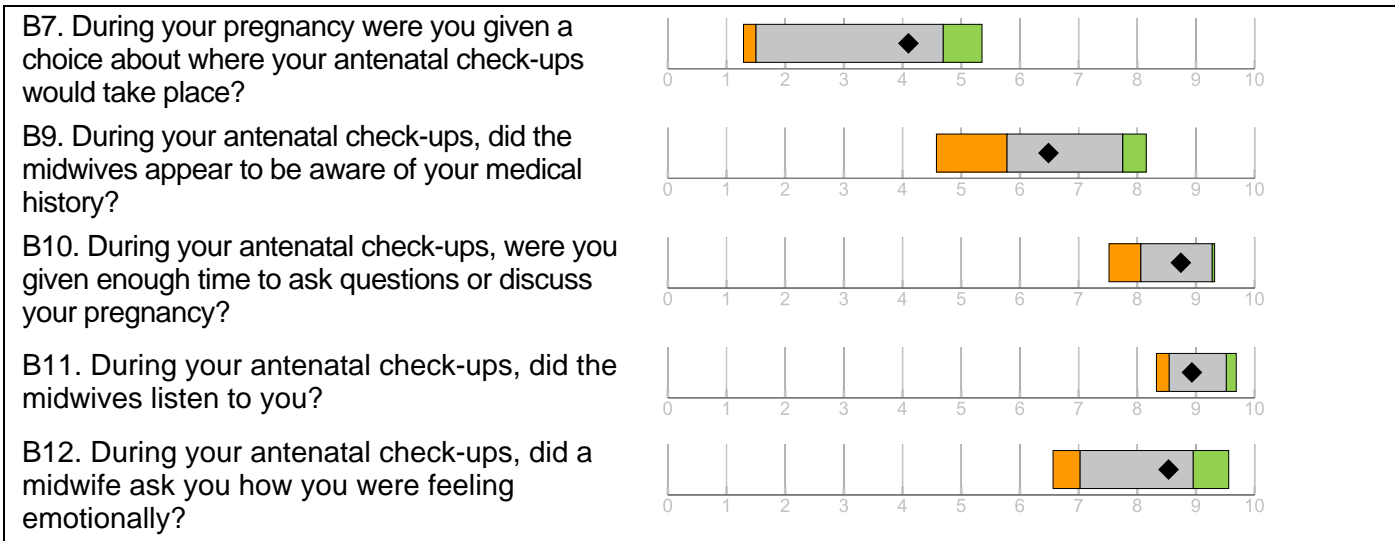 B7. During your pregnancy were you given a
choice about where your antenatal check-ups
would take place?
0 1 2 3 4 5 6 7 8 9 10
B9. During your antenatal check-ups, did the
midwives appear to be aware of your medical
history?
0 1 2 3 4 5 6 7 8 9 10
B10. During your antenatal check-ups, were you
given enough time to ask questions or discuss
your pregnancy?
0 1 2 3 4 5 6 7 8 9 10
B11. During your antenatal check-ups, did the
midwives listen to you?
0 1 2 3 4 5 6 7 8 9 10
B12. During your antenatal check-ups, did a
midwife ask you how you were feeling
emotionally?
0 1 2 3 4 5 6 7 8 9 10